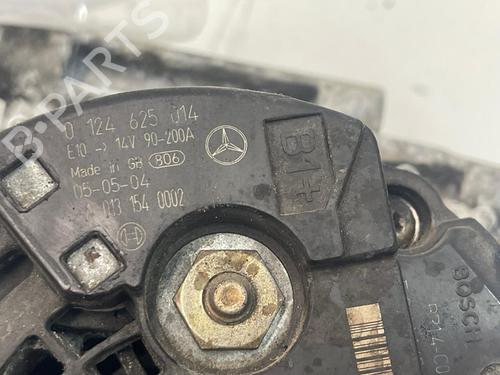 B-PARTS
0 124 625 014
E10 → 14V 90-200A
Made in GB 806
05-05-04
013 154 0002
B1+
BOSCH